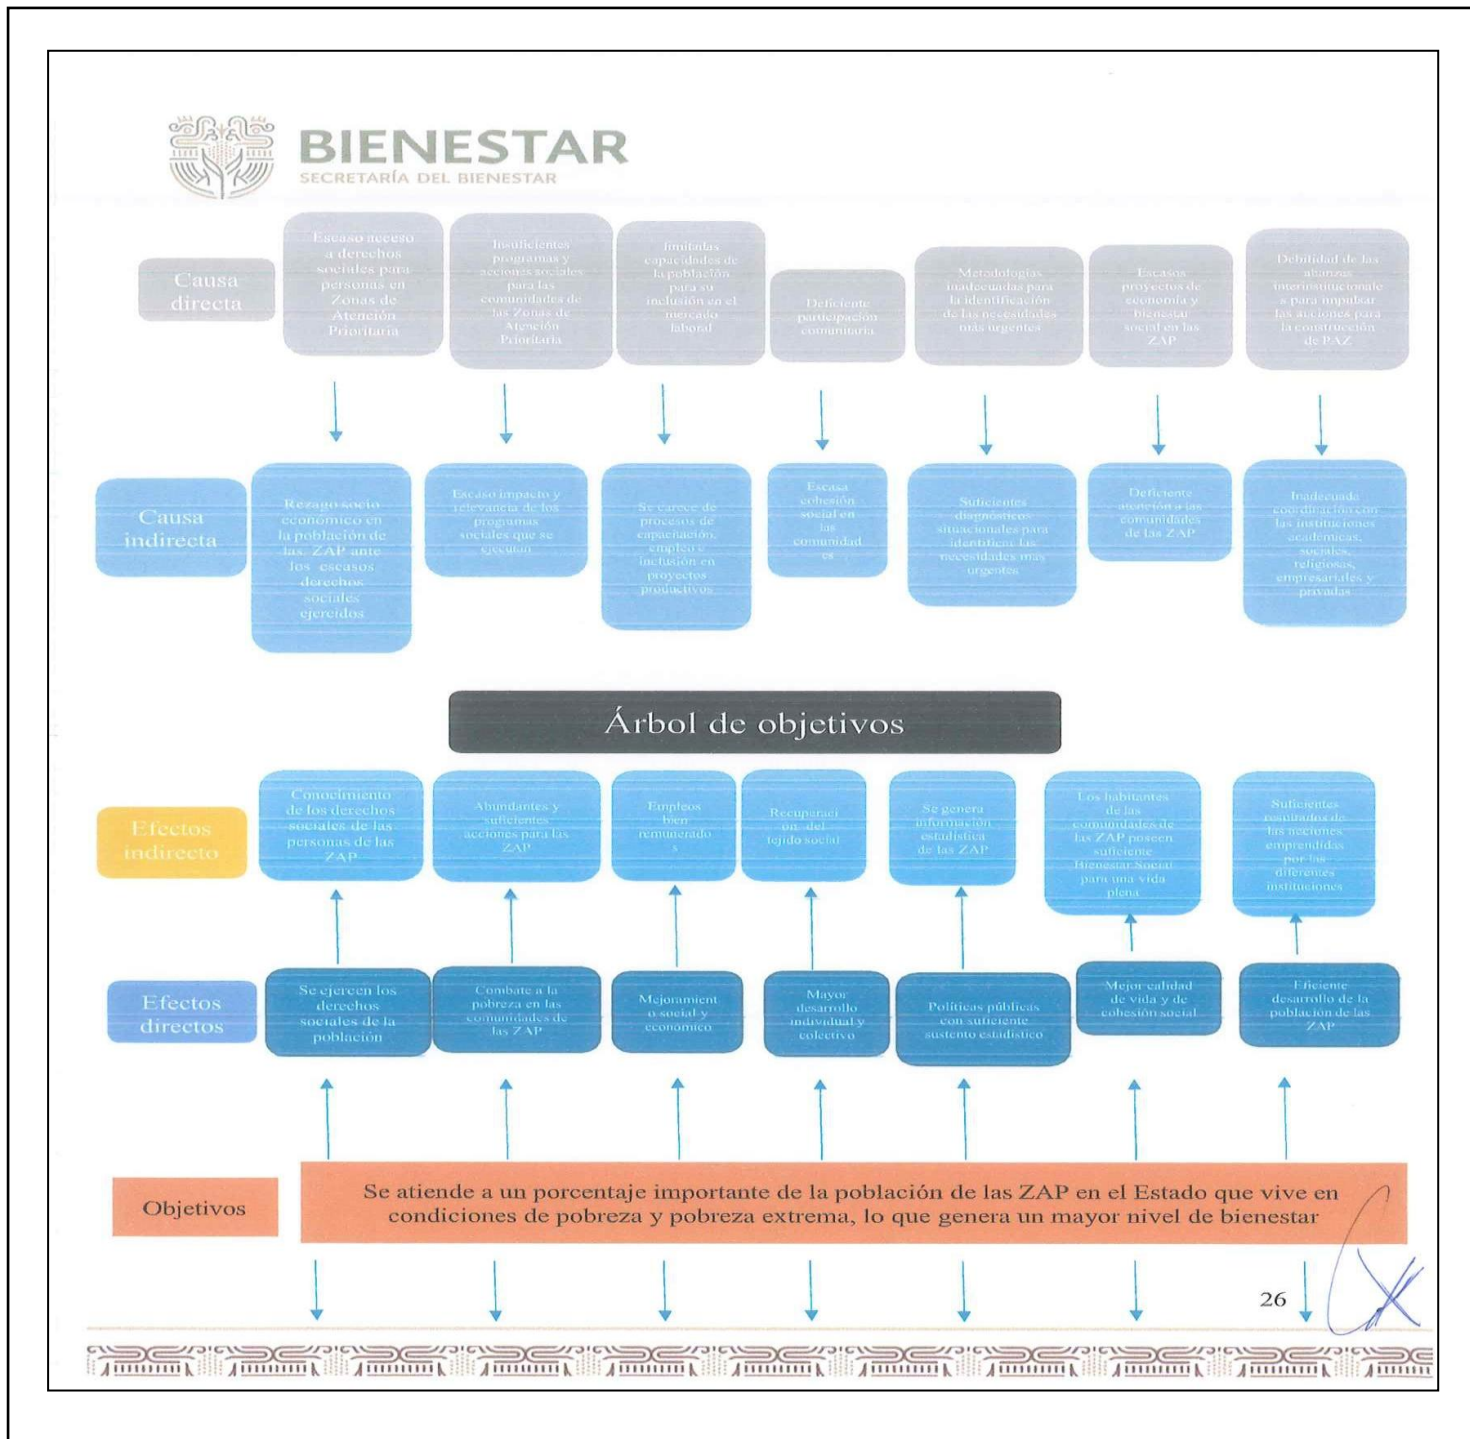 BIENESTAR
SECRETARÍA DEL BIENESTAR
Causa
directa
Escaso acceso
a derechos
sociales para
personas en
Zonas de
Atención
Prioritaria
Insuficientes
programas y
acciones sociales
para las
comunidades de
las Zonas de
Atención
Prioritaria
limitadas
capacidades de
la población
para su
inclusión en el
mercado
laboral
Deficiente
participación
comunitaria
Metodologías
inadecuadas para
la identificación
de las necesidades
más urgentes
Escasos
proyectos de
economía y
bienestar
social en las
ZAP
Debilidad de las
alianzas
interinstitucionale
s para impulsar
las acciones para
la construcción
de PAZ
Causa
indirecta
Rezago socio
económico en
la población de
las ZAP ante
los escasos
derechos
sociales
ejercidos
Escaso impacto y
relevancia de los
programas
sociales que se
ejecutan
Se carece de
procesos de
capacitación,
empleo e
inclusión en
proyectos
productivos
Escasa
cohesión
social en
las
comunidad
es
Suficientes
diagnósticos
situacionales para
identificar las
necesidades mas
urgentes
Deficiente
atención a las
comunidades
de las ZAP
Inadecuada
coordinación con
las instituciones
académicas,
sociales,
religiosas,
empresariales y
privadas
Árbol de objetivos
Efectos
indirecto
Conocimiento
de los derechos
sociales de las
personas de las
ZAP
Abundantes y
suficientes
acciones para las
ZAP
Empleos
bien
remunerado
s
Recuperaci
ón del
tejido social
Se genera
información
estadística
de las ZAP
Los habitantes
de las
comunidades de
las ZAP poseen
suficiente
Bienestar Social
para una vida
plena
Suficientes
resultados de
las acciones
emprendidas
por las
diferentes
instituciones
Efectos
directos
Se ejercen los
derechos
sociales de la
población
Combate a la
pobreza en las
comunidades de
las ZAP
Mejoramient
o social y
económico
Mayor
desarrollo
individual y
colectivo
Políticas públicas
con suficiente
sustento estadístico
Mejor calidad
de vida y de
cohesión social
Eficiente
desarrollo de la
población de las
ZAP
Objetivos
Se atiende a un porcentaje importante de la población de las ZAP en el Estado que vive en
condiciones de pobreza y pobreza extrema, lo que genera un mayor nivel de bienestar
26